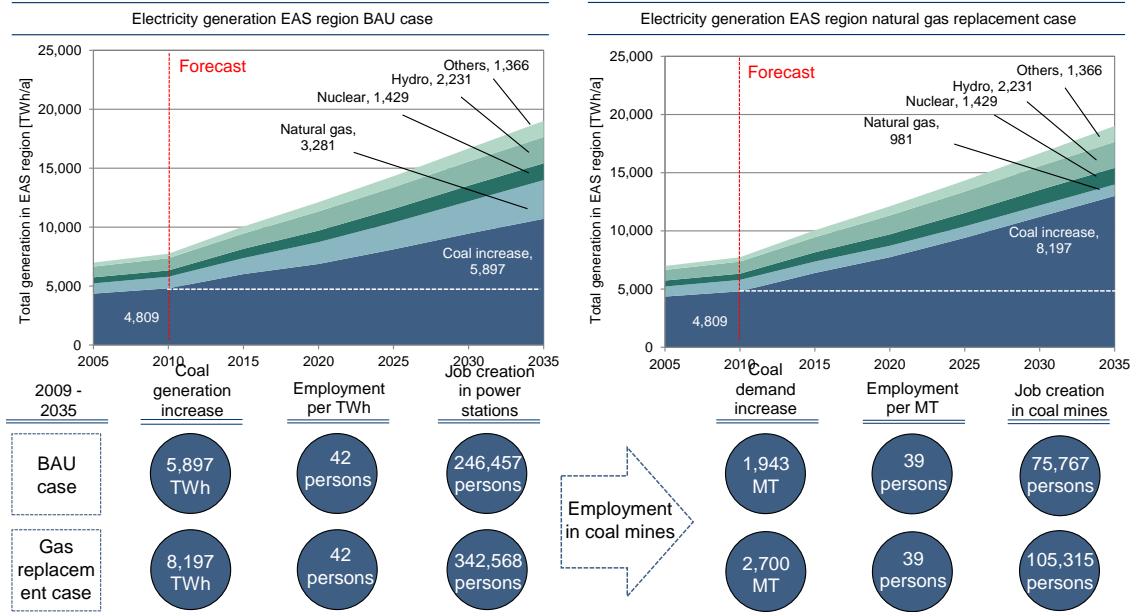 Electricity generation EAS region BAU case
Total generation in EAS region [TWh/a]
25,000
20,000
15,000
10,000
5,000
0
2005
2010
2015
2020
2025
2030
2035
Forecast
Others, 1,366
Hydro, 2,231
Nuclear, 1,429
Natural gas,
3,281
Coal increase,
5,897
4,809
Electricity generation EAS region natural gas replacement case
Total generation in EAS region [TWh/a]
25,000
20,000
15,000
10,000
5,000
0
2005
2010
2015
2020
2025
2030
2035
Forecast
Others, 1,366
Hydro, 2,231
Nuclear, 1,429
Natural gas,
981
Coal increase,
8,197
4,809
2009 -
2035
Coal
generation
increase
Employment
per TWh
Job creation
in power
stations
BAU
case
5,897
TWh
42
persons
246,457
persons
Gas
replacem
ent case
8,197
TWh
42
persons
342,568
persons
Employment
in coal mines
Coal
demand
increase
Employment
per MT
Job creation
in coal mines
1,943
MT
39
persons
75,767
persons
2,700
MT
39
persons
105,315
persons